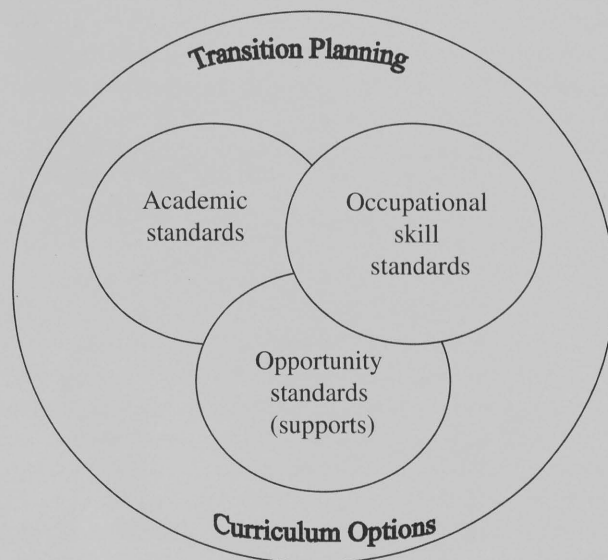 Transition Planning
Academic
standards
Occupational
skill
standards
Opportunity
standards
(supports)
Curriculum Options